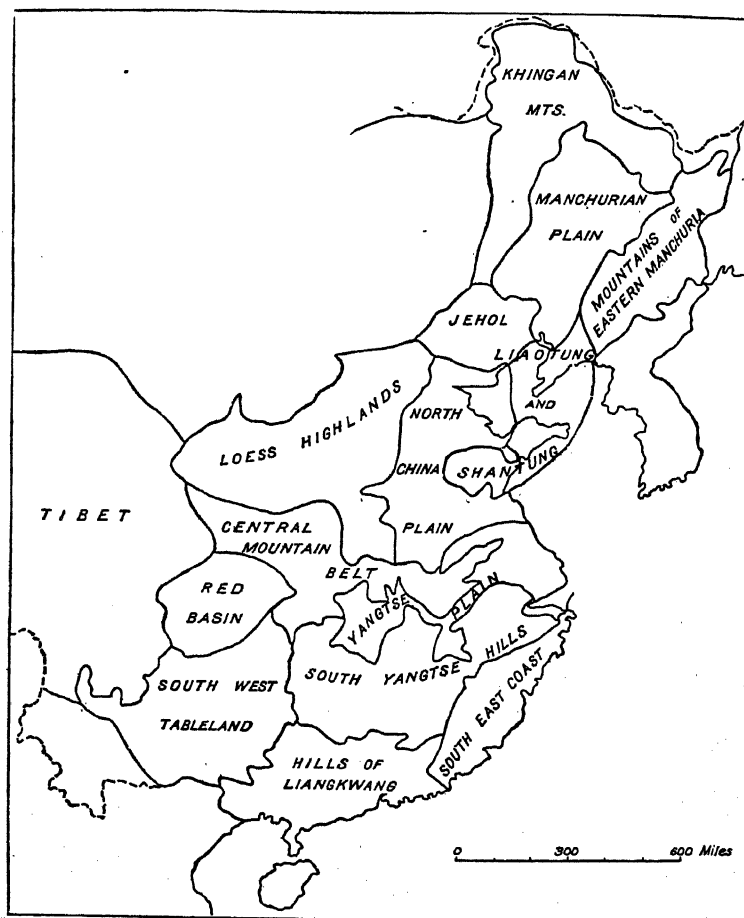 KHINGAN
MTS.
MANCHURIAN
PLAIN
MOUNTAINS OF
EASTERN MANCHURIA
JEHOL
LIAOTUNG
AND
SHANTUNG
NORTH
CHINA
PLAIN
LOESS HIGHLANDS
TIBET
CENTRAL
MOUNTAIN
BELT
RED
BASIN
YANGTSE
PLAIN
SOUTH YANGTSE
HILLS
SOUTH WEST
TABLELAND
SOUTH EAST COAST
HILLS OF
LIANGKWANG
0 300 600 Miles